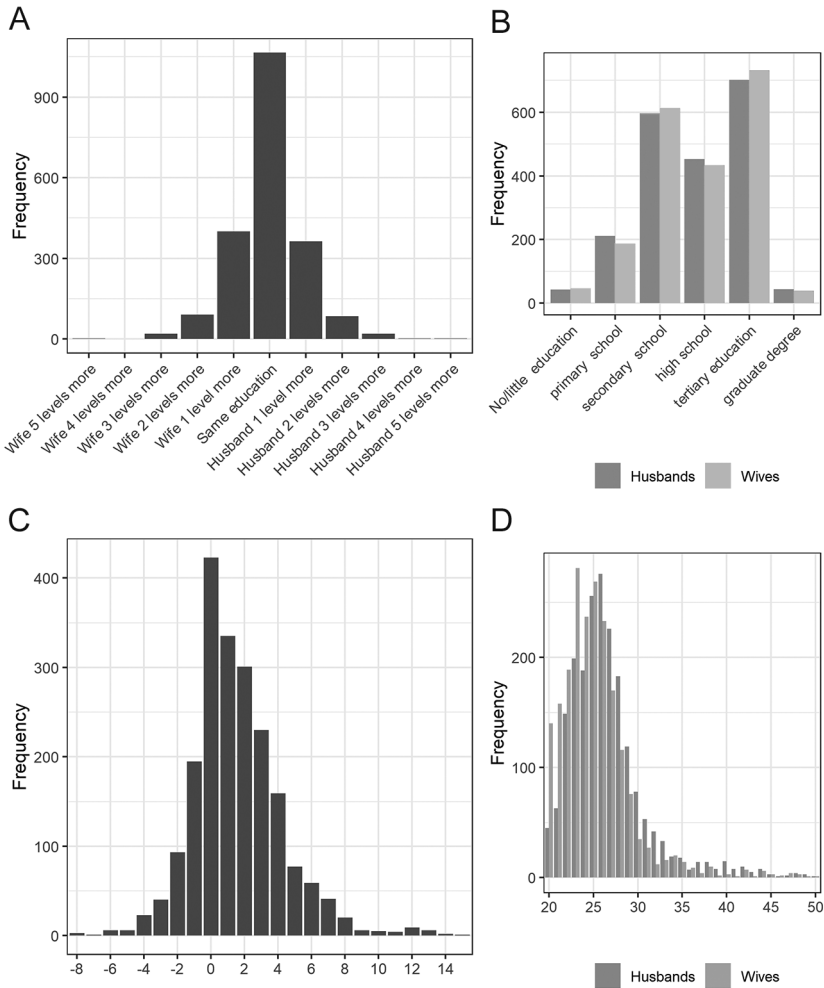 A
Frequency
900
600
300
0
Wife 5 levels more
Wife 4 levels more
Wife 3 levels more
Wife 2 levels more
Wife 1 level more
Same education
Husband 1 level more
Husband 2 levels more
Husband 3 levels more
Husband 4 levels more
Husband 5 levels more
B
Frequency
600
400
200
0
No/little education
primary school
secondary school
high school
tertiary education
graduate degree
Husbands Wives
C
Frequency
400
300
200
100
0
-8 -6 -4 -2 0 2 4 6 8 10 12 14
D
Frequency
200
100
0
20 25 30 35 40 45 50
Husbands Wives